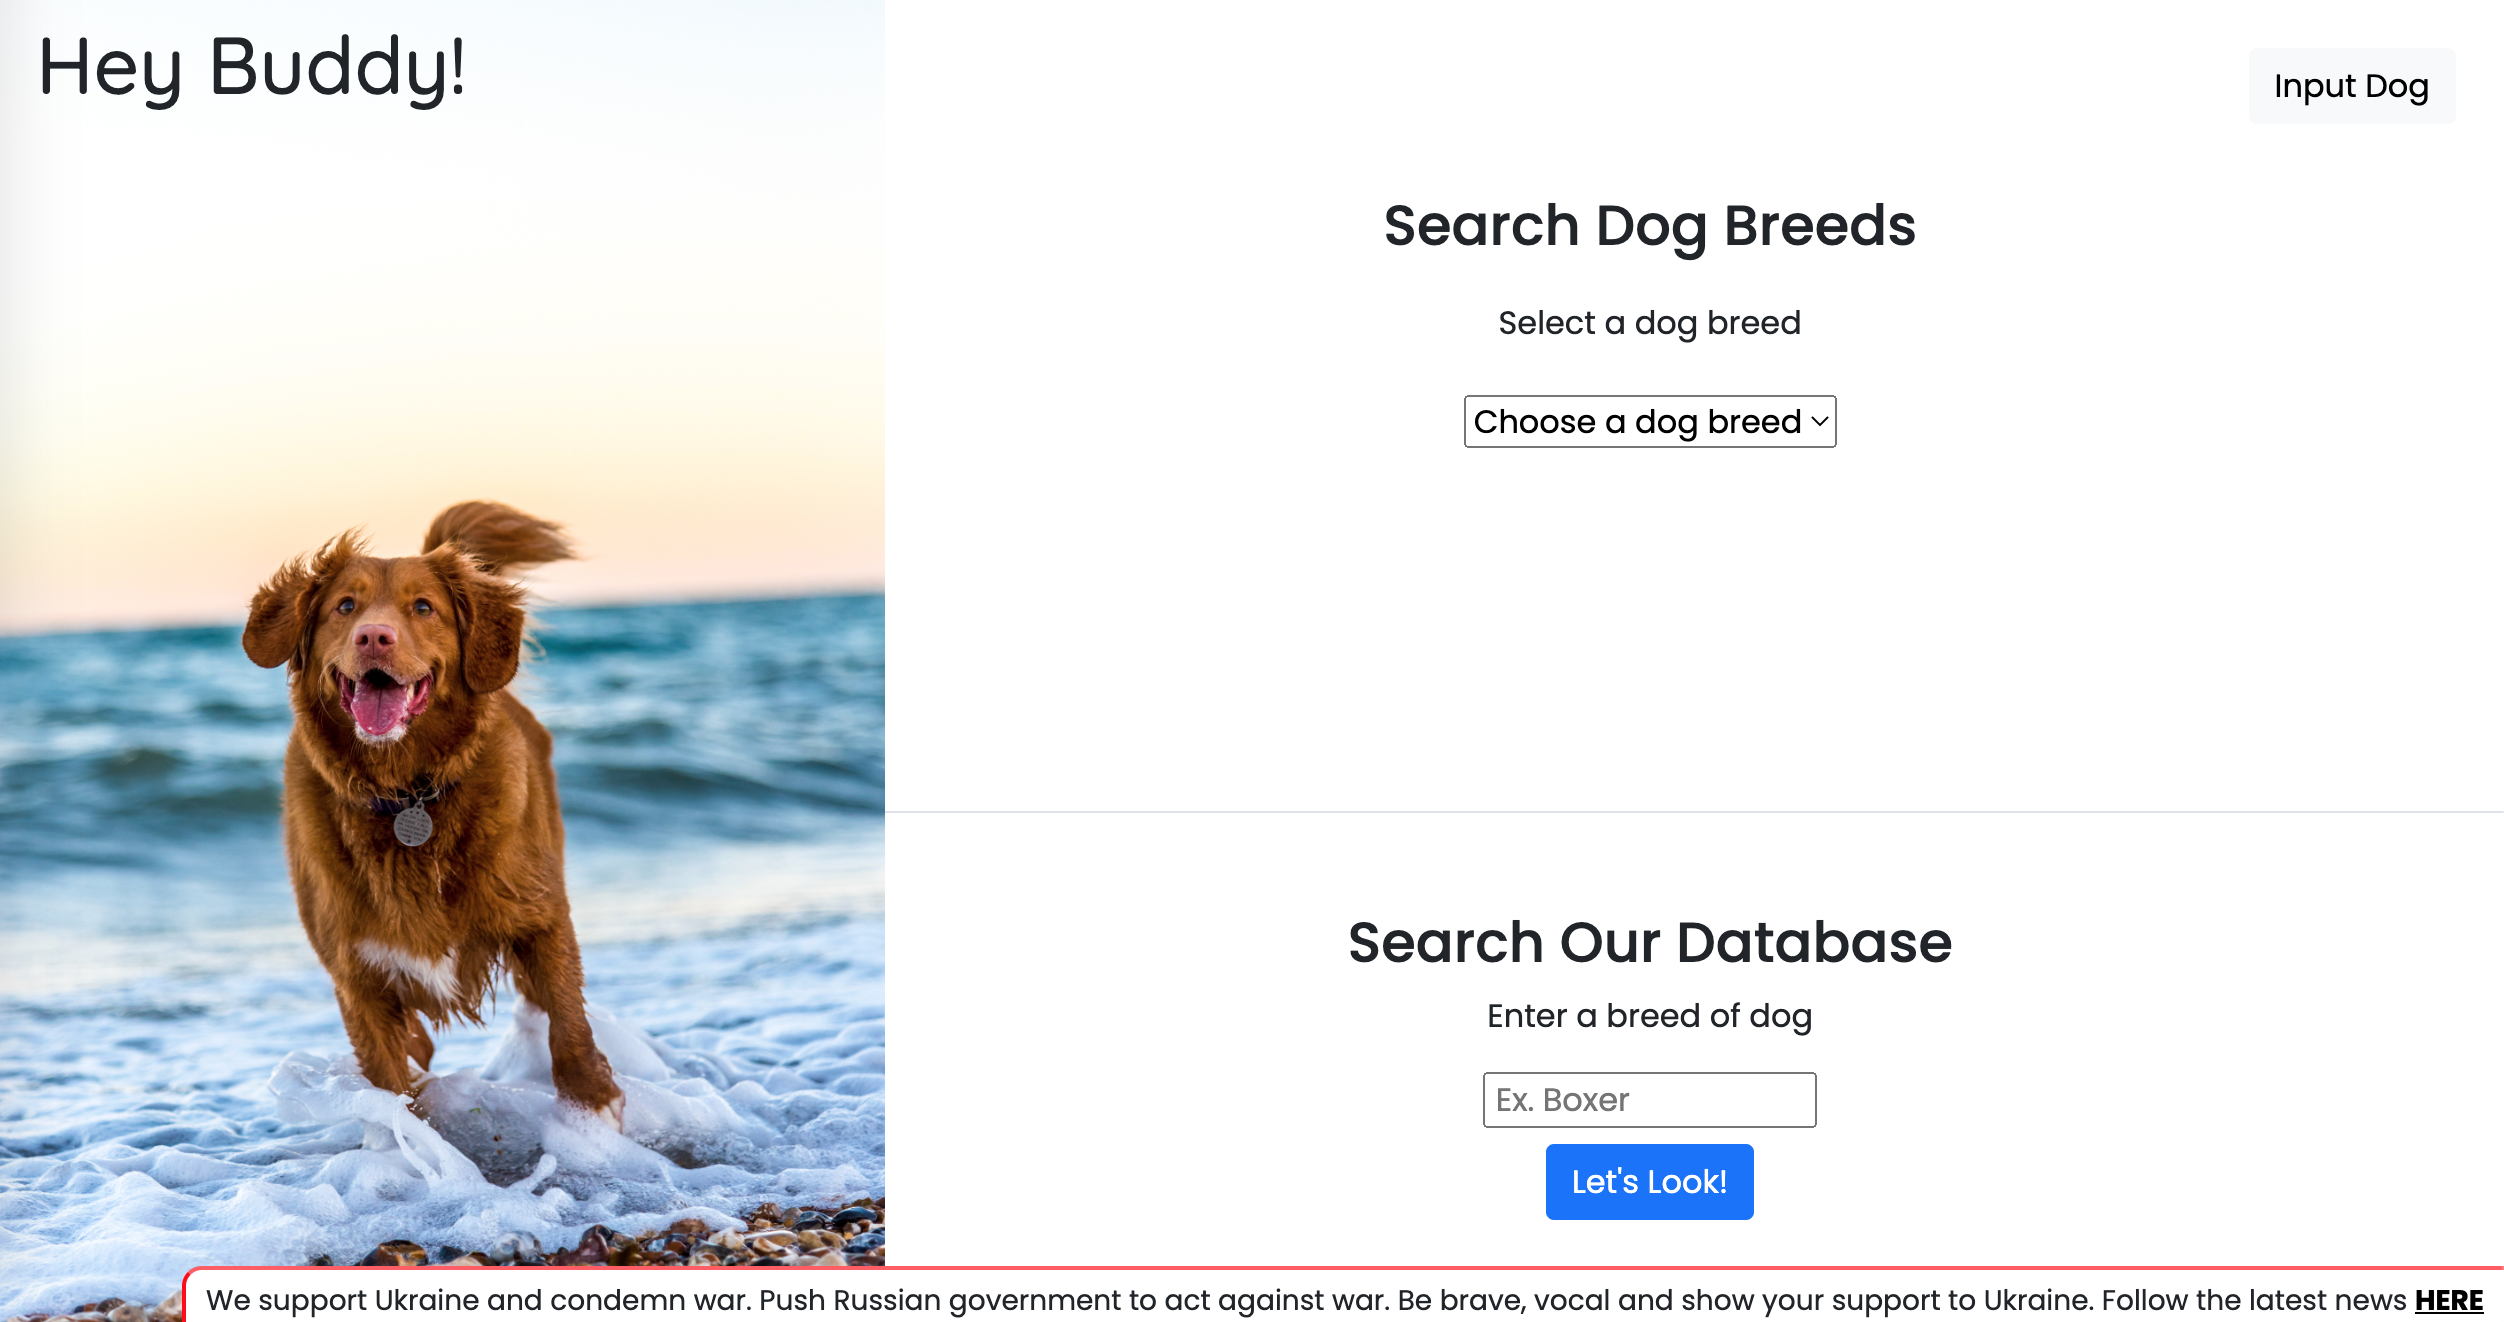 Hey Buddy!
Input Dog
Search Dog Breeds
Select a dog breed
Choose a dog breed
Search Our Database
Enter a breed of dog
Ex. Boxer
Let's Look!
We support Ukraine and condemn war. Push Russian government to act against war. Be brave, vocal and show your support to Ukraine. Follow the latest news HERE